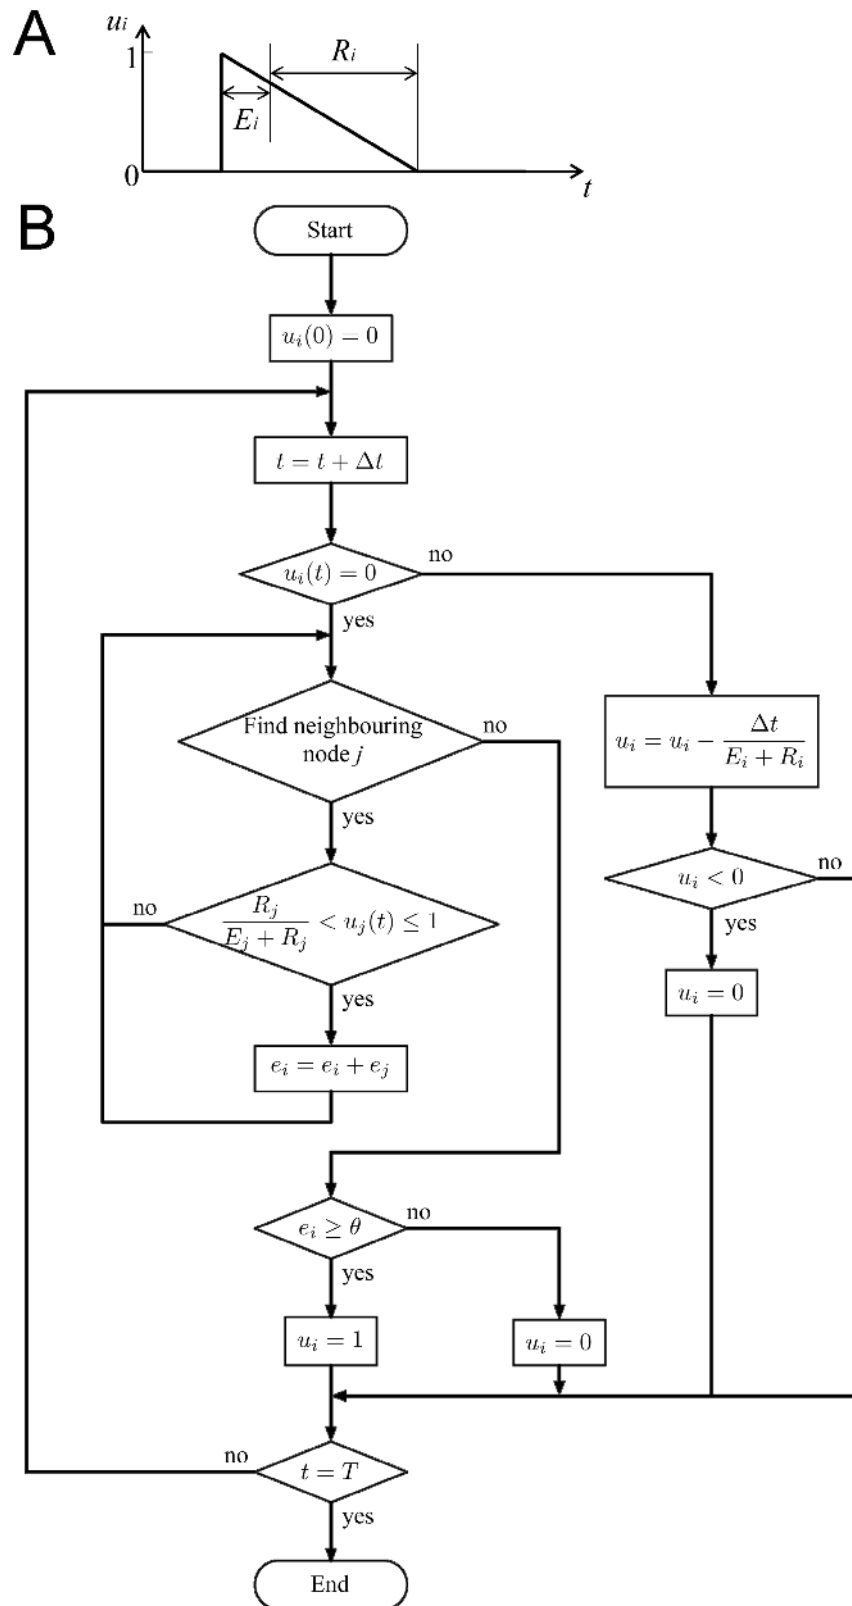 A
u_i
1
R_i
E_i
0
t
B
Start
u_i(0) = 0
t = t + Δt
u_i(t) = 0
no
yes
Find neighbouring
node j
no
yes
u_i = u_i − \frac{Δt}{E_i + R_i}
\frac{R_j}{E_j + R_j} < u_j(t) ≤ 1
no
yes
u_i < 0
no
yes
u_i = 0
e_i = e_i + e_j
e_i ≥ θ
no
yes
u_i = 1
u_i = 0
t = T
no
yes
End